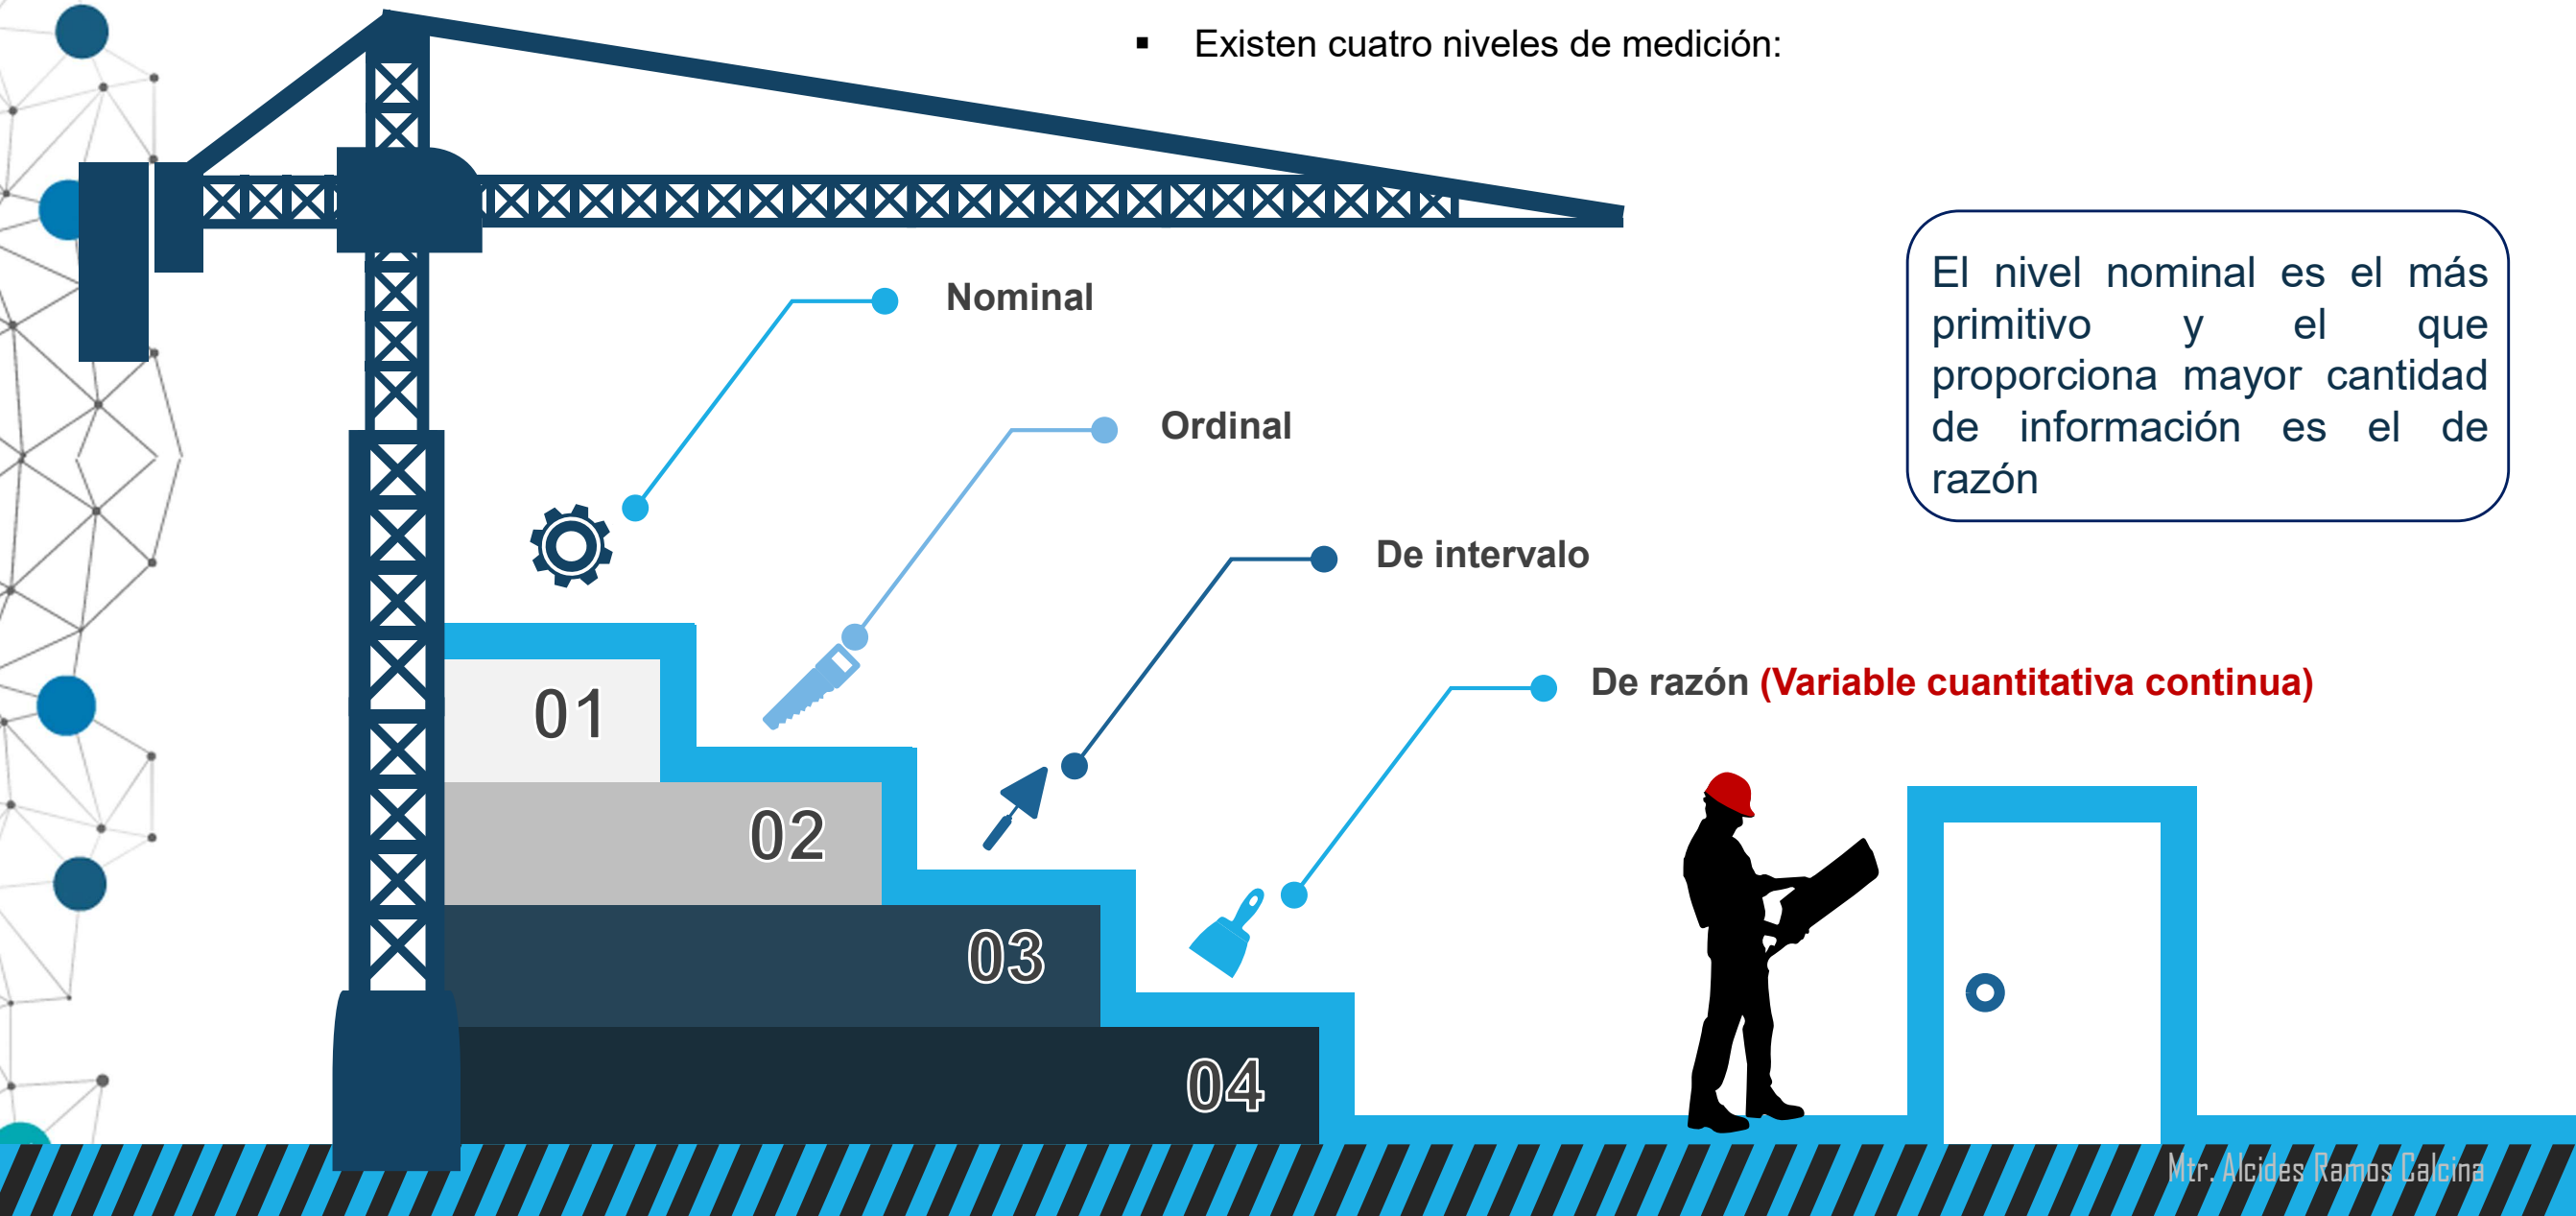 ▪ Existen cuatro niveles de medición:
Nominal
Ordinal
De intervalo
De razón (Variable cuantitativa continua)
El nivel nominal es el más
primitivo y el que
proporciona mayor cantidad
de información es el de
razón
01
02
03
04
Mtr. Alcides Ramos Calcina